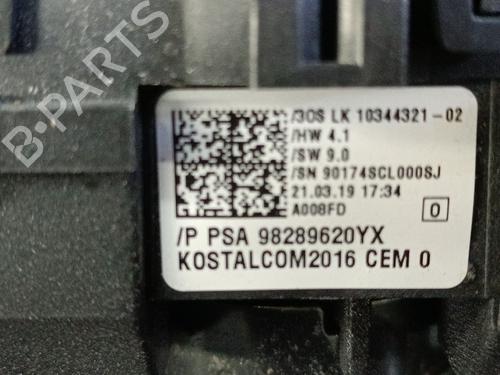 B-PARTS
/3OS LK 10344321-02
/HW 4.1
/SW 9.0
/SN 90174SCL000SJ
21.03.19 17:34
A008FD 0
/P PSA 98289620YX
KOSTALCOM2016 CEM 0